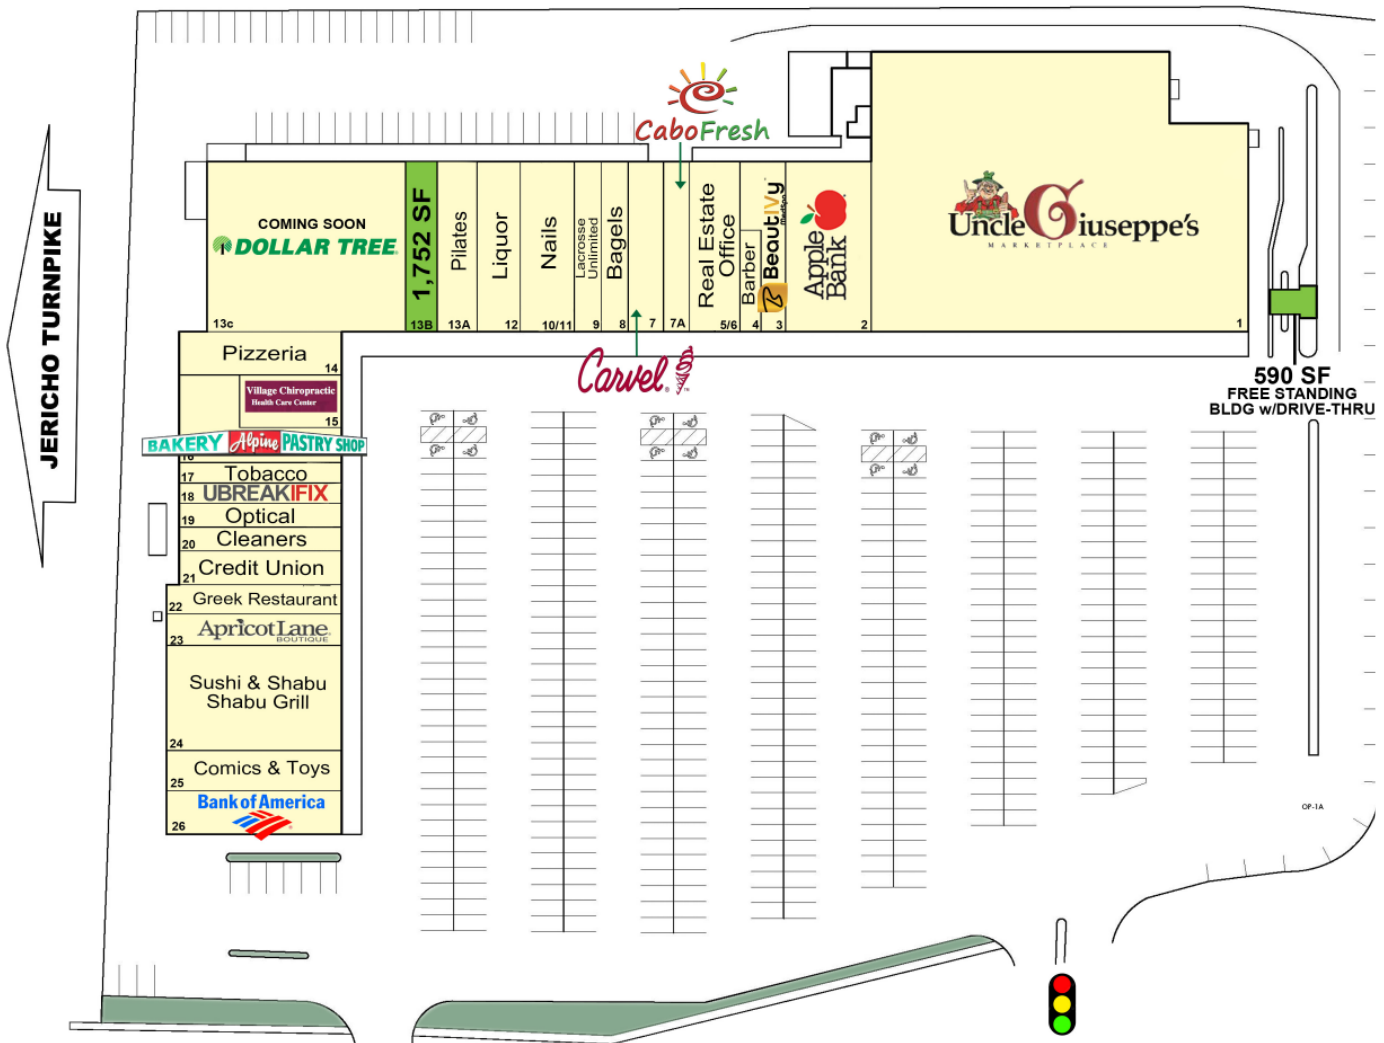 CaboFresh
JERICHO TURNPIKE
COMING SOON
DOLLAR TREE
13c
1,752 SF
13B
Pilates
13A
Liquor
12
Nails
10/11
Lacrosse
Unlimited
9
Bagels
8
7
7A
Real Estate
Office
5/6
Barber
4
BeautIVy
3
Apple
Bank
2
Uncle Giuseppe's
MARKETPLACE
1
Carvel
590 SF
FREE STANDING
BLDG w/DRIVE-THRU
Pizzeria
14
Village Chiropractic
Health Care Center
15
BAKERY Alpine PASTRY SHOP
16
Tobacco
17
UBREAKIFIX
18
Optical
19
Cleaners
20
Credit Union
21
Greek Restaurant
22
ApricotLane
BOUTIQUE
23
Sushi & Shabu
Shabu Grill
24
Comics & Toys
25
Bank of America
26
OP-1A